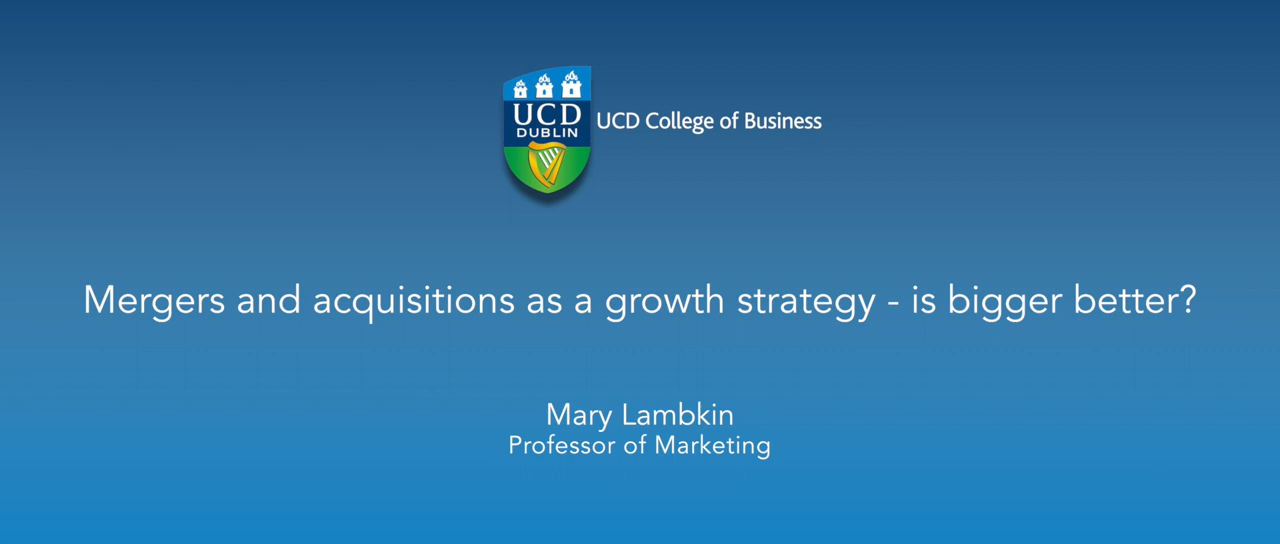 UCD
DUBLIN
UCD College of Business
Mergers and acquisitions as a growth strategy - is bigger better?
Mary Lambkin
Professor of Marketing